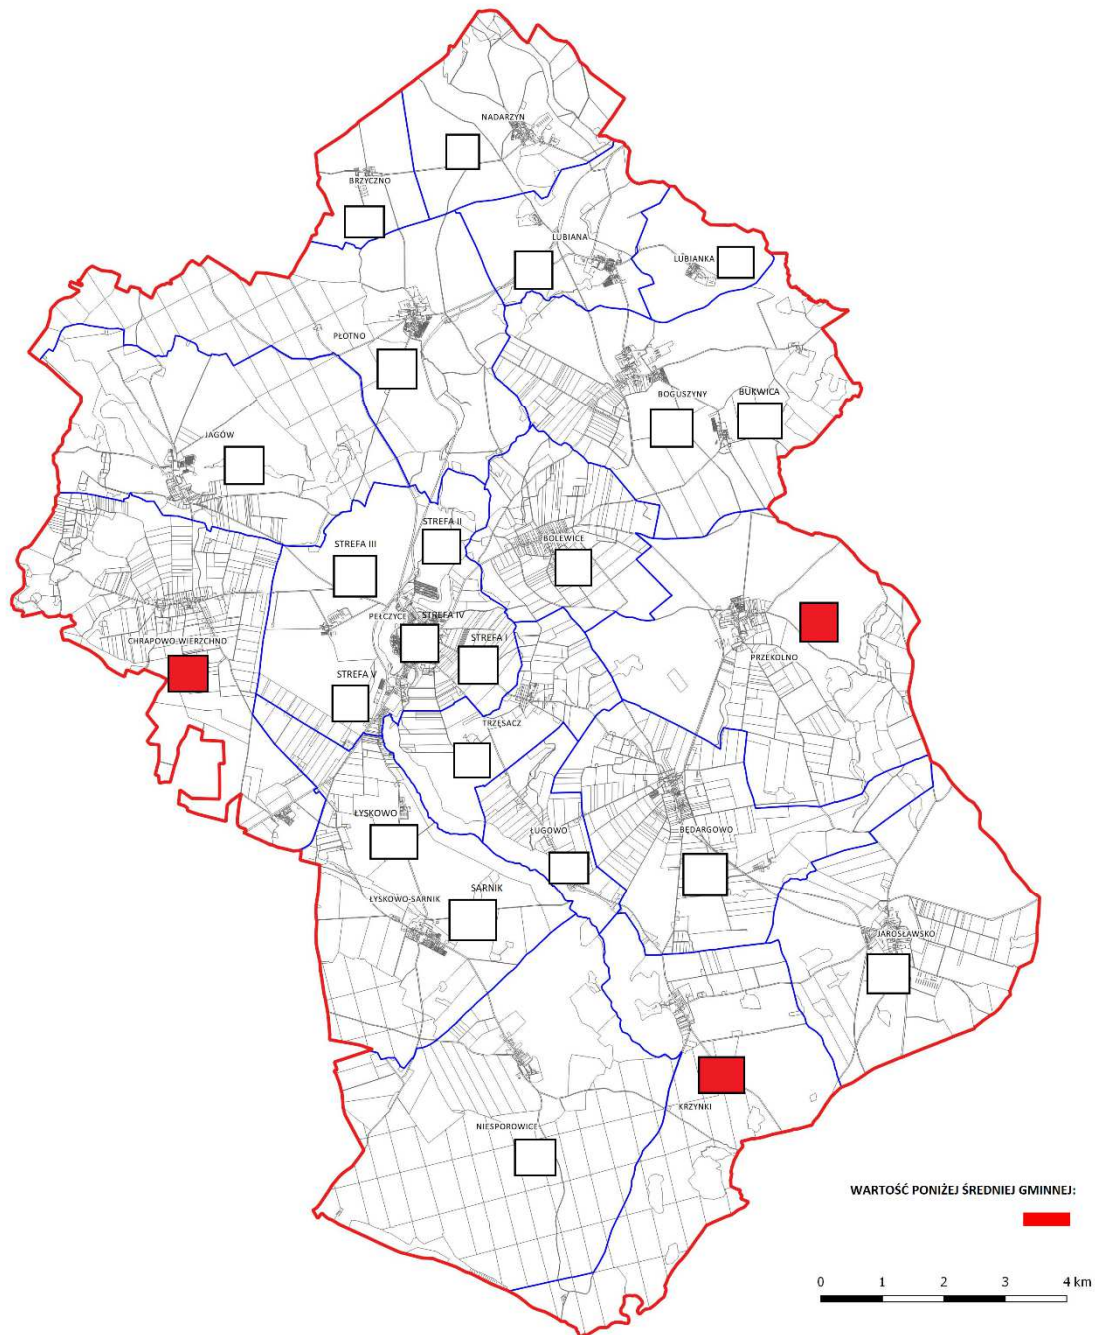 NADARZYN
BRZYCZNO
LUBIANA
LUBIANKA
PŁOTNO
BOGUSZYNY
BUKWICA
JAGÓW
STREFA II
STREFA III
BOLEWICE
PEŁCZYCE
STREFA IV
STREFA I
CHRAPOWO-WIERZCHNO
PRZEKOLNO
STREFA V
TRZĘSACZ
ŁYSKOWO
ŁUGOWO
BĘDARGOWO
SARNIK
ŁYSKOWO-SARNIK
JAROSŁAWSKO
KRZYNKI
NIESPOROWICE
WARTOŚĆ PONIŻEJ ŚREDNIEJ GMINNEJ:
0 1 2 3 4 km